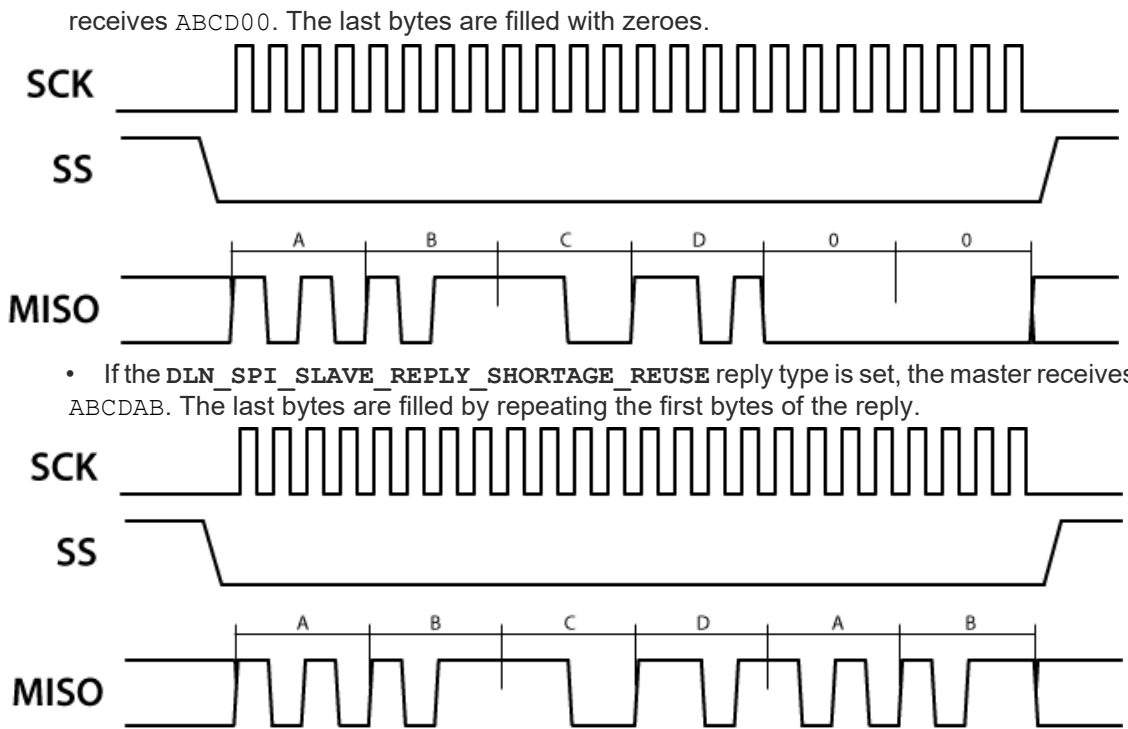 receives ABCD00. The last bytes are filled with zeroes.
SCK
SS
A B C D 0 0
MISO
• If the DLN_SPI_SLAVE_REPLY_SHORTAGE_REUSE reply type is set, the master receives
ABCDAB. The last bytes are filled by repeating the first bytes of the reply.
SCK
SS
A B C D A B
MISO